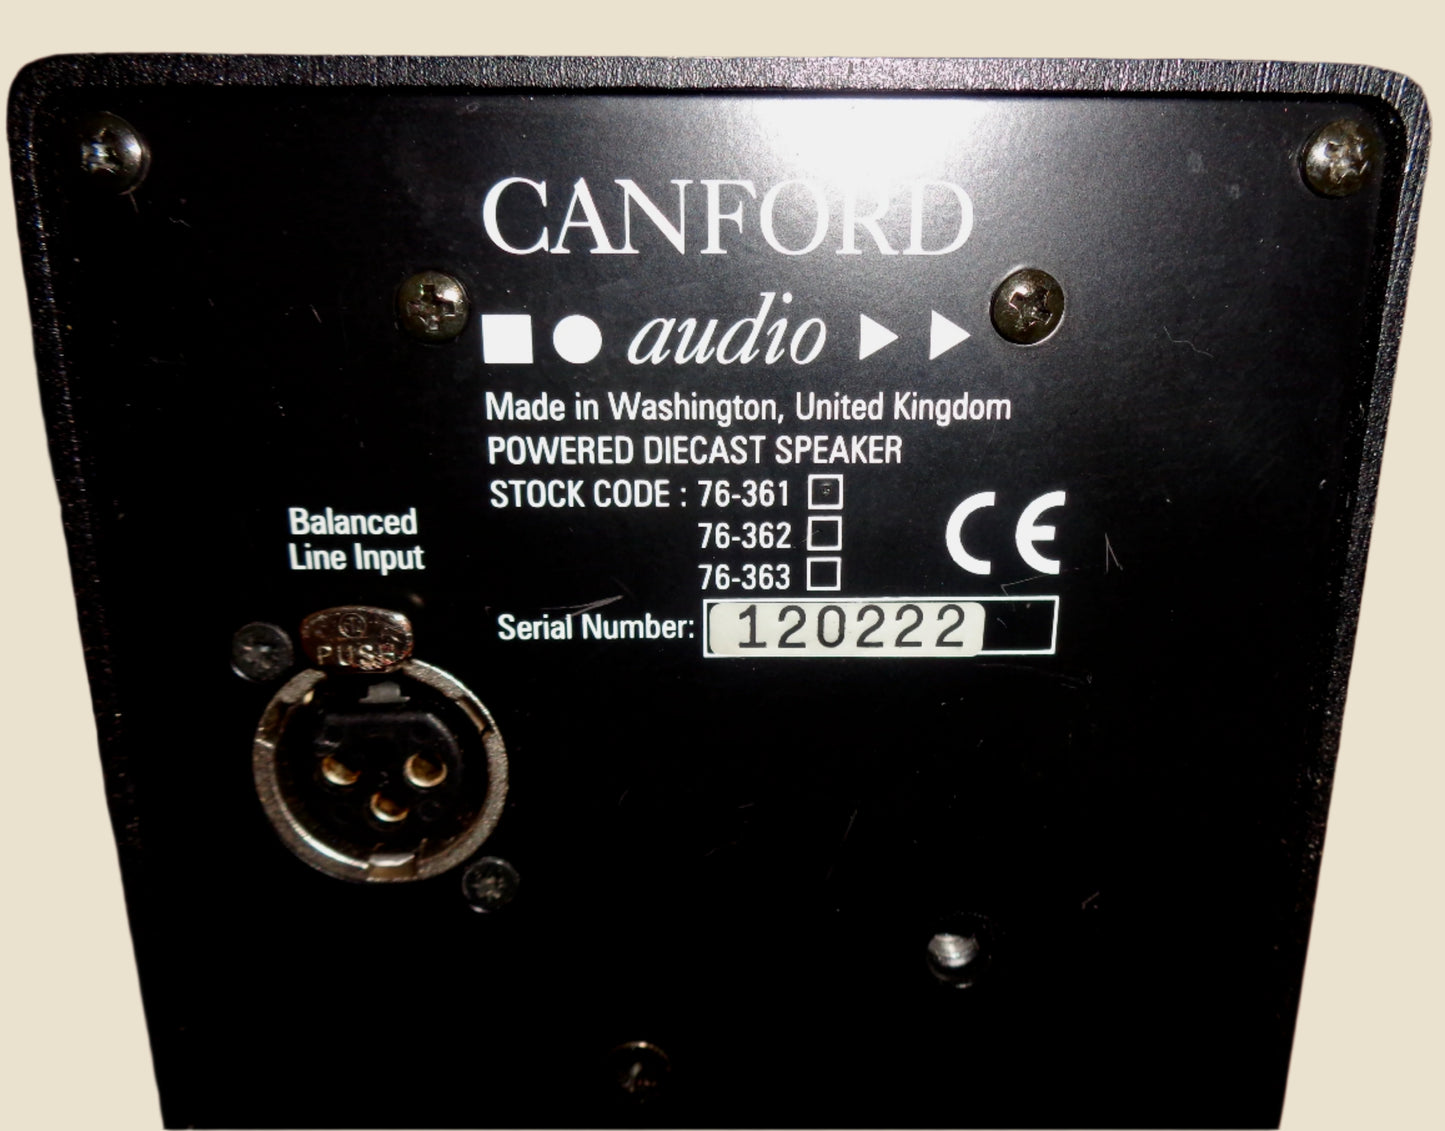 CANFORD
audio
Made in Washington, United Kingdom
POWERED DIECAST SPEAKER
STOCK CODE : 76-361
76-362
76-363
Balanced
Line Input
Serial Number: 120222
PUSH
CE